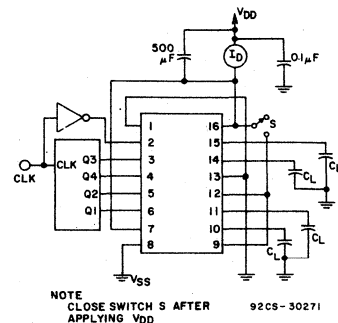 VDD
500
µF
ID
0.1µF
S
1 16
2 15
3 14
4 13
5 12
6 11
7 10
8 9
CL
CL
CL
CL
CLK
CLK
Q3
Q4
Q2
Q1
VSS
NOTE
CLOSE SWITCH S AFTER
APPLYING VDD
92CS-30271